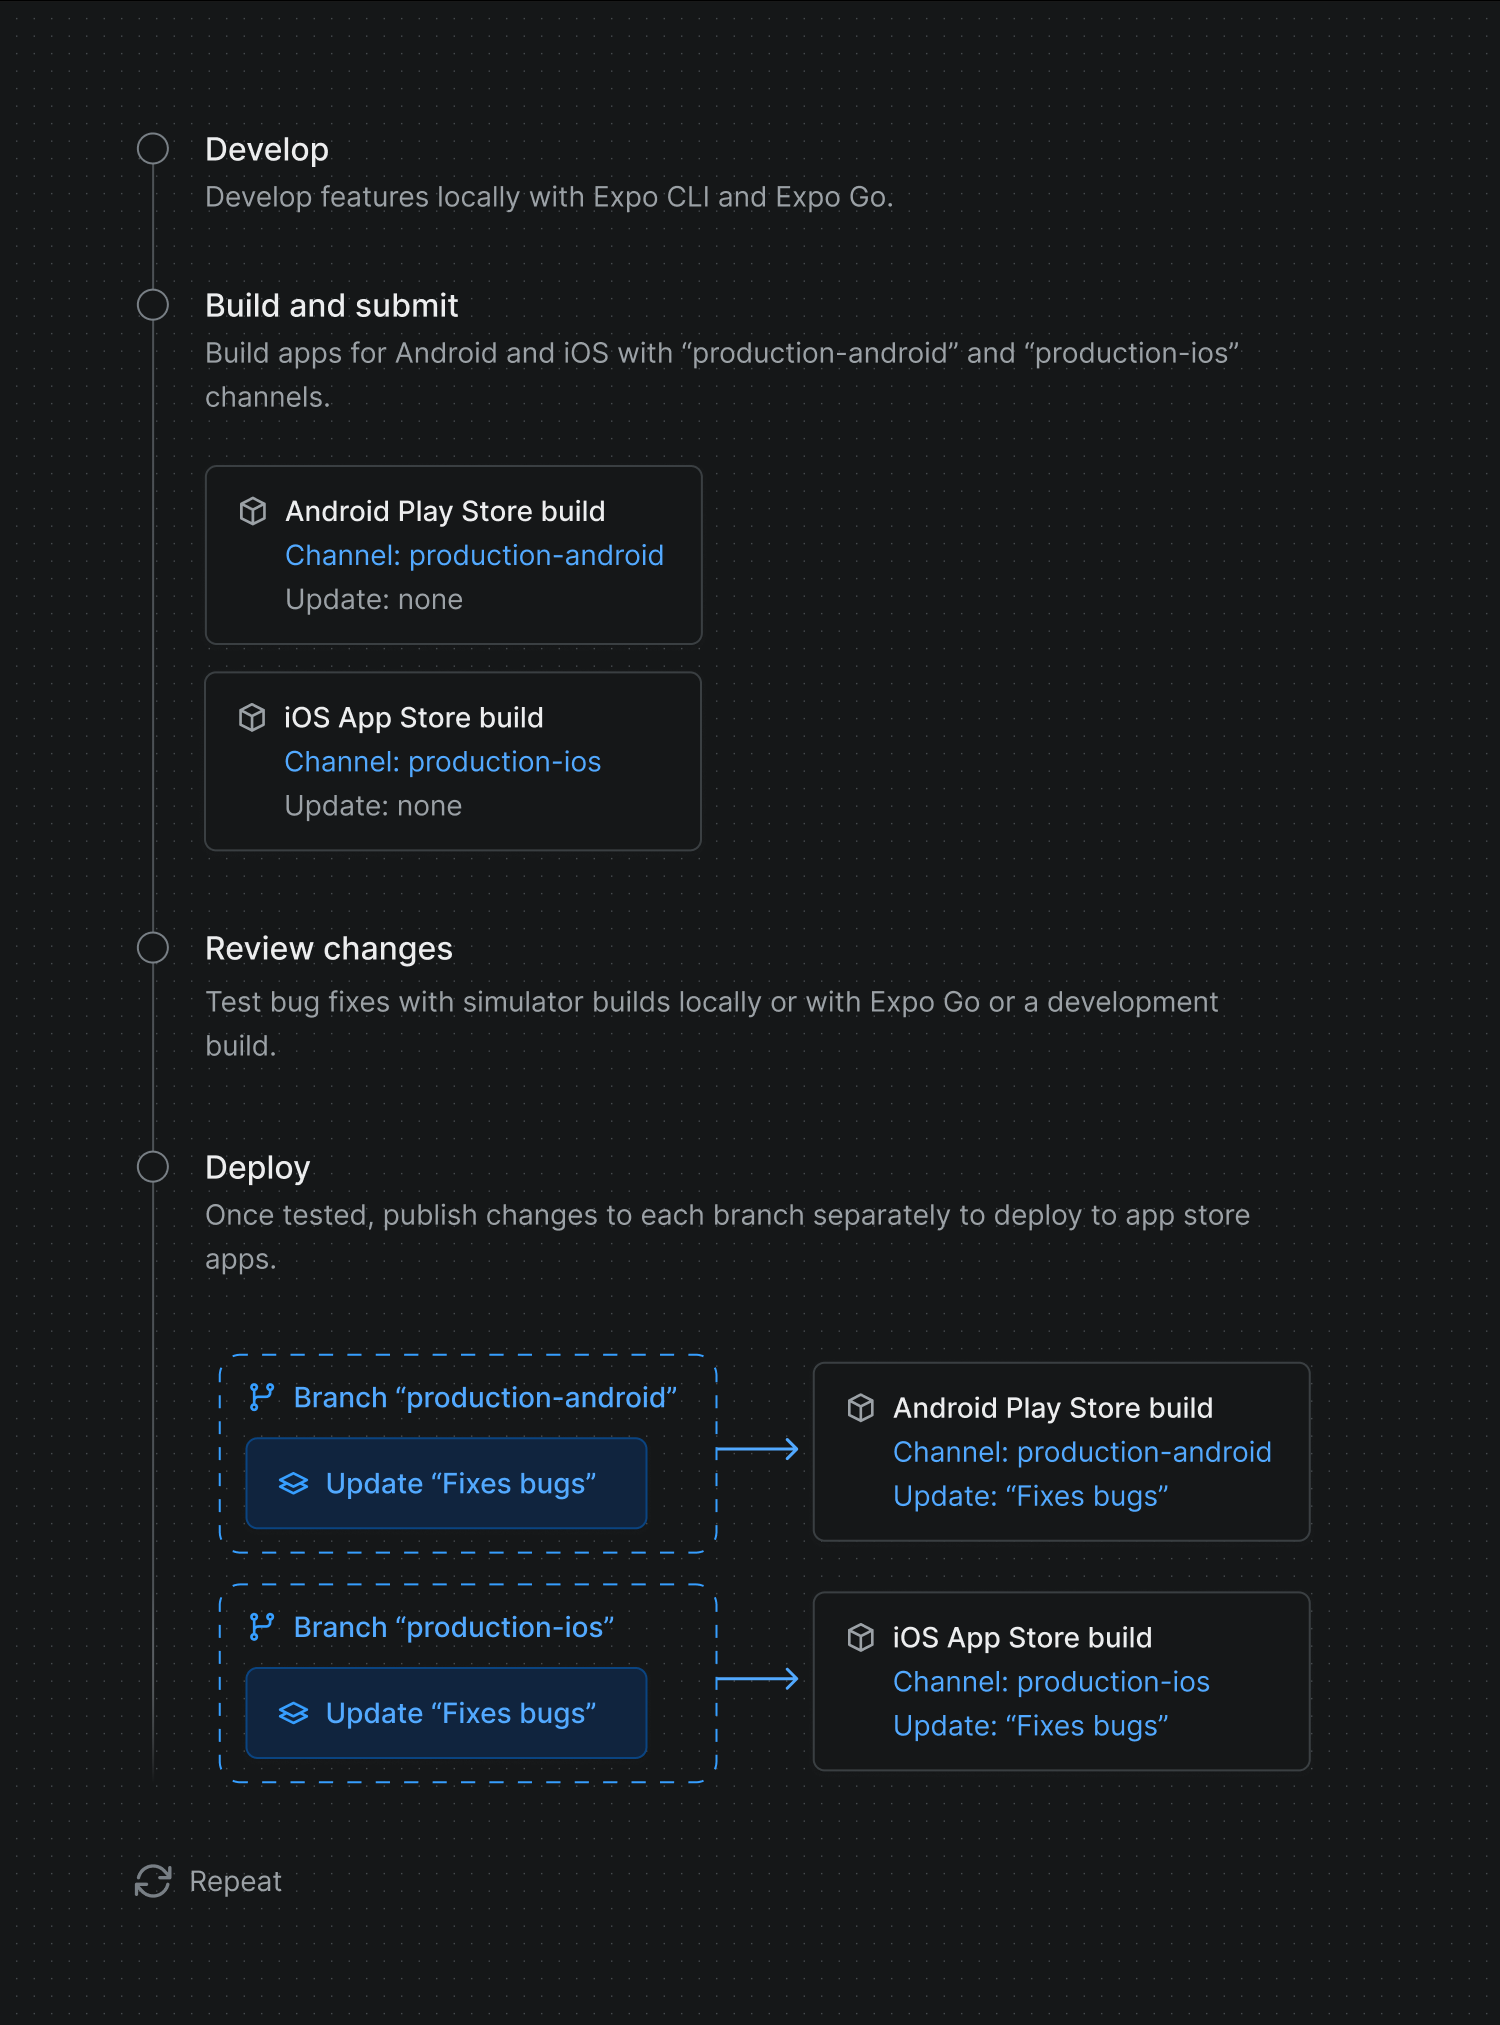 Develop
Develop features locally with Expo CLI and Expo Go.
Build and submit
Build apps for Android and iOS with “production-android” and “production-ios”
channels.
Android Play Store build
Channel: production-android
Update: none
iOS App Store build
Channel: production-ios
Update: none
Review changes
Test bug fixes with simulator builds locally or with Expo Go or a development
build.
Deploy
Once tested, publish changes to each branch separately to deploy to app store
apps.
Branch “production-android”
Update “Fixes bugs”
Android Play Store build
Channel: production-android
Update: “Fixes bugs”
Branch “production-ios”
Update “Fixes bugs”
iOS App Store build
Channel: production-ios
Update: “Fixes bugs”
Repeat